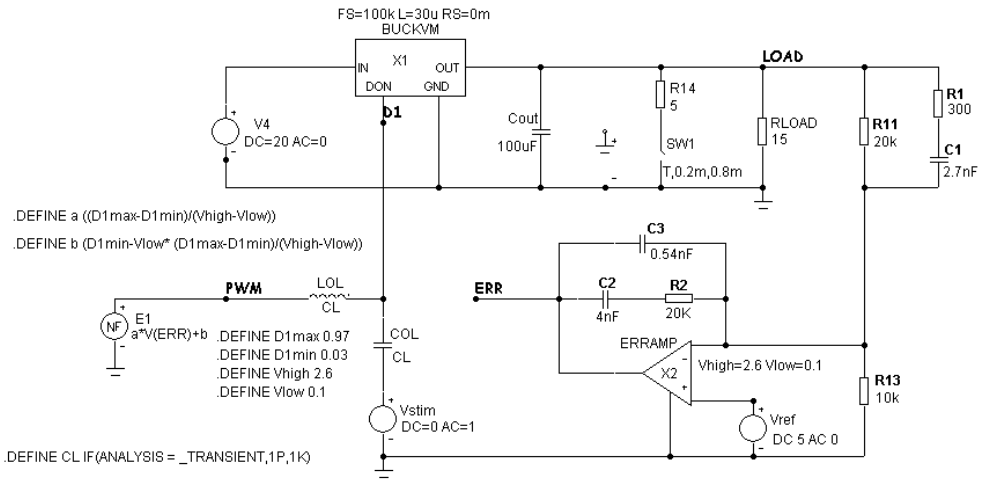 FS=100k L=30u RS=0m
BUCKVM
IN
X1
OUT
DON
GND
D1
LOAD
V4
DC=20 AC=0
Cout
100uF
R14
5
SW1
T,0.2m,0.8m
RLOAD
15
R11
20k
R1
300
C1
2.7nF
.DEFINE a ((D1max-D1min)/(Vhigh-Vlow))
.DEFINE b (D1min-Vlow* (D1max-D1min)/(Vhigh-Vlow))
PWM
LOL
CL
ERR
C3
0.54nF
C2
4nF
R2
20K
NF
E1
a*V(ERR)+b
.DEFINE D1max 0.97
.DEFINE D1min 0.03
.DEFINE Vhigh 2.6
.DEFINE Vlow 0.1
COL
CL
ERRAMP
X2
Vhigh=2.6 Vlow=0.1
R13
10k
Vstim
DC=0 AC=1
Vref
DC 5 AC 0
.DEFINE CL IF(ANALYSIS = _TRANSIENT,1P,1K)